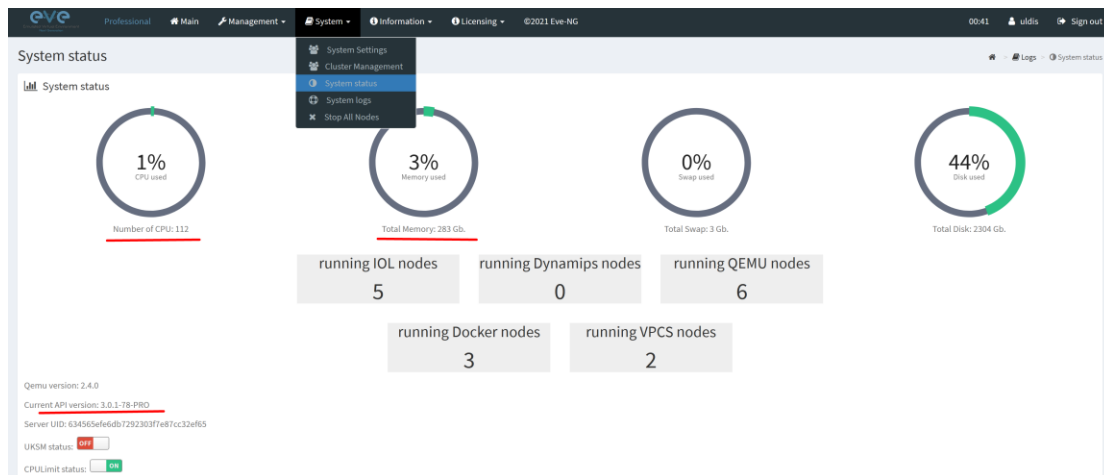 eve
Professional Main Management System Information Licensing ©2021 Eve-NG 00:41 uldis Sign out
System Settings
Cluster Management
System status
System logs
Stop All Nodes
System status
Logs System status
System status
1%
CPU used
Number of CPU: 112
3%
Memory used
Total Memory: 283 Gb.
0%
Swap used
Total Swap: 3 Gb.
44%
Disk used
Total Disk: 2304 Gb.
running IOL nodes
5
running Dynamips nodes
0
running QEMU nodes
6
running Docker nodes
3
running VPCS nodes
2
Qemu version: 2.4.0
Current API version: 3.0.1-78-PRO
Server UID: 634565efe6db7292303f7e87cc32ef65
UKSM status: OFF
CPULimit status: ON